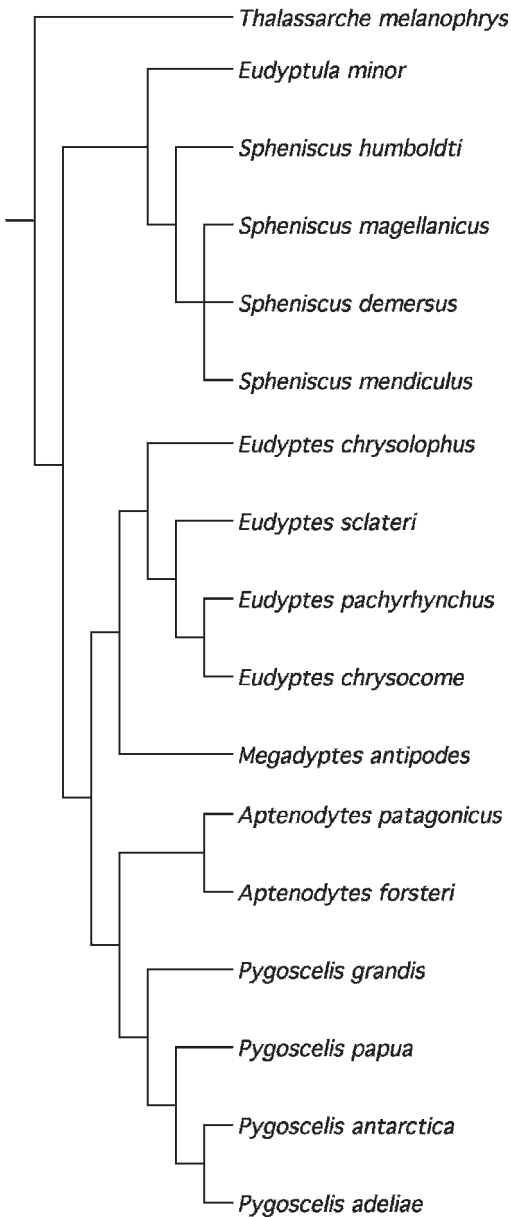 Thalassarche melanophrys
Eudyptula minor
Spheniscus humboldti
Spheniscus magellanicus
Spheniscus demersus
Spheniscus mendiculus
Eudyptes chrysolophus
Eudyptes sclateri
Eudyptes pachyrhynchus
Eudyptes chrysocome
Megadyptes antipodes
Aptenodytes patagonicus
Aptenodytes forsteri
Pygoscelis grandis
Pygoscelis papua
Pygoscelis antarctica
Pygoscelis adeliae